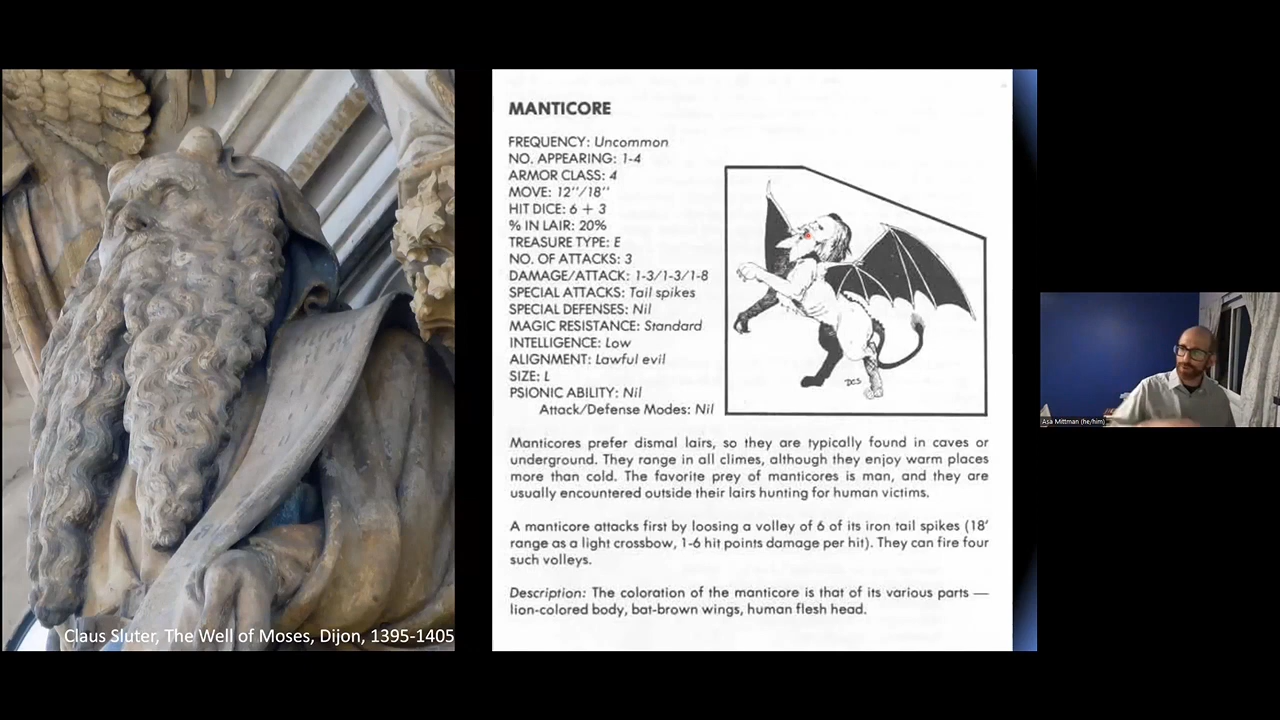 Claus Sluter, The Well of Moses, Dijon, 1395-1405
MANTICORE
FREQUENCY: Uncommon
NO. APPEARING: 1-4
ARMOR CLASS: 4
MOVE: 12"/18"
HIT DICE: 6 + 3
% IN LAIR: 20%
TREASURE TYPE: E
NO. OF ATTACKS: 3
DAMAGE/ATTACK: 1-3/1-3/1-8
SPECIAL ATTACKS: Tail spikes
SPECIAL DEFENSES: Nil
MAGIC RESISTANCE: Standard
INTELLIGENCE: Low
ALIGNMENT: Lawful evil
SIZE: L
PSIONIC ABILITY: Nil
Attack/Defense Modes: Nil
DCS
Manticores prefer dismal lairs, so they are typically found in caves or
underground. They range in all climes, although they enjoy warm places
more than cold. The favorite prey of manticores is man, and they are
usually encountered outside their lairs hunting for human victims.
A manticore attacks first by loosing a volley of 6 of its iron tail spikes (18'
range as a light crossbow, 1-6 hit points damage per hit). They can fire four
such volleys.
Description: The coloration of the manticore is that of its various parts —
lion-colored body, bat-brown wings, human flesh head.
Asa Mittman (he/him)